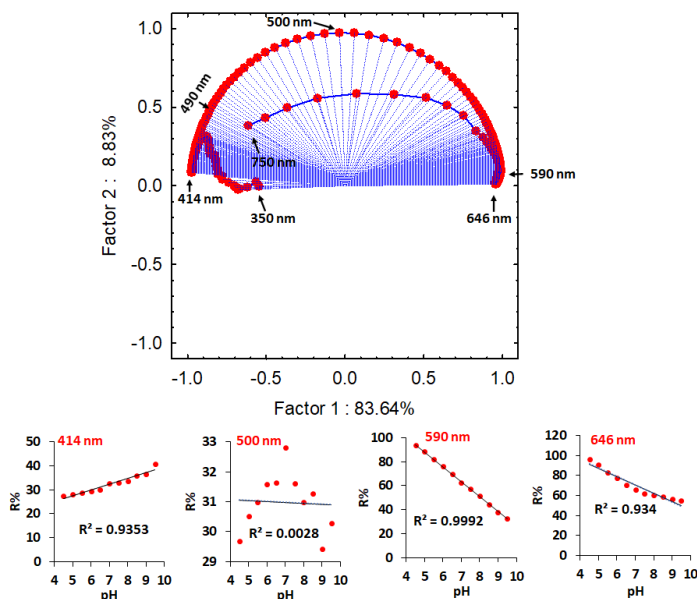 1.0
0.5
0.0
-0.5
-1.0
Factor 2 : 8.83%
500 nm
490 nm
750 nm
414 nm
350 nm
646 nm
590 nm
-1.0 -0.5 0.0 0.5 1.0
Factor 1 : 83.64%
414 nm
50
40
30
20
10
0
R%
R² = 0.9353
4 5 6 7 8 9 10
pH
500 nm
33
32
31
30
29
R%
R² = 0.0028
4 5 6 7 8 9 10
pH
590 nm
100
80
60
40
20
0
R%
R² = 0.9992
4 5 6 7 8 9 10
pH
646 nm
120
100
80
60
40
20
0
R%
R² = 0.934
4 5 6 7 8 9 10
pH